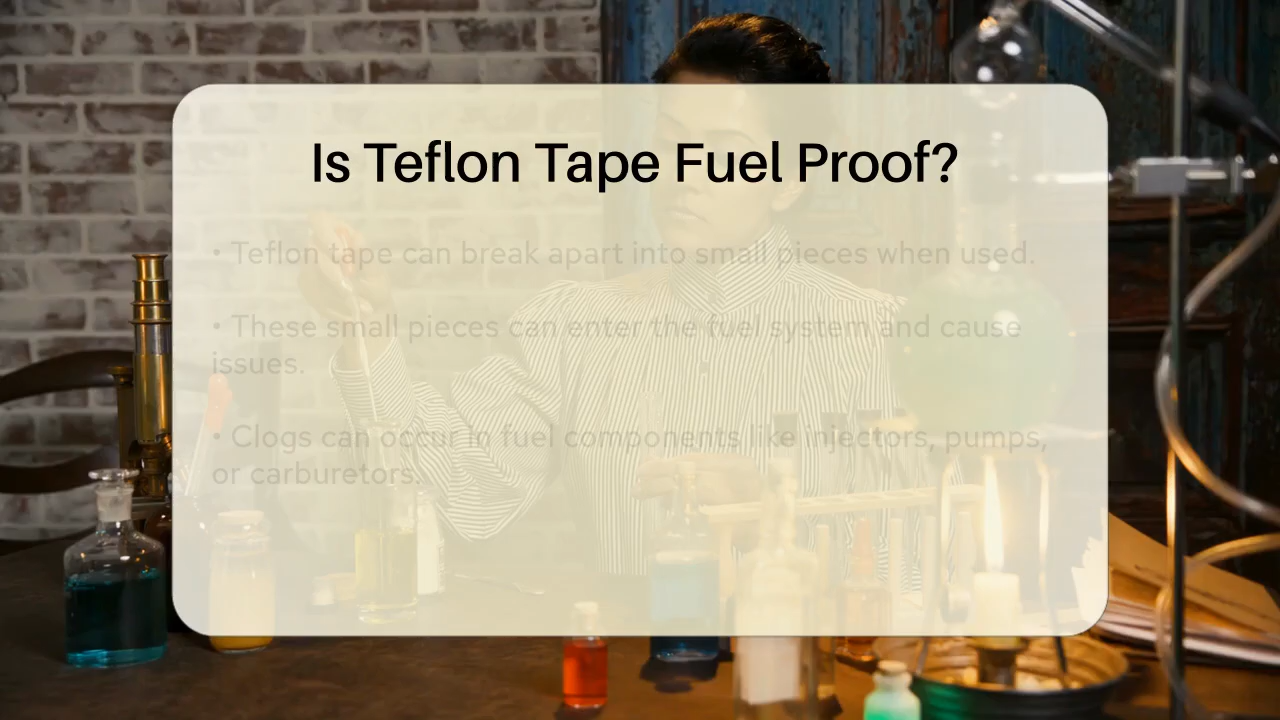 Is Teflon Tape Fuel Proof?
• Teflon tape can break apart into small pieces when used.
• These small pieces can enter the fuel system and cause
issues.
• Clogs can occur in fuel components like injectors, pumps,
or carburetors.